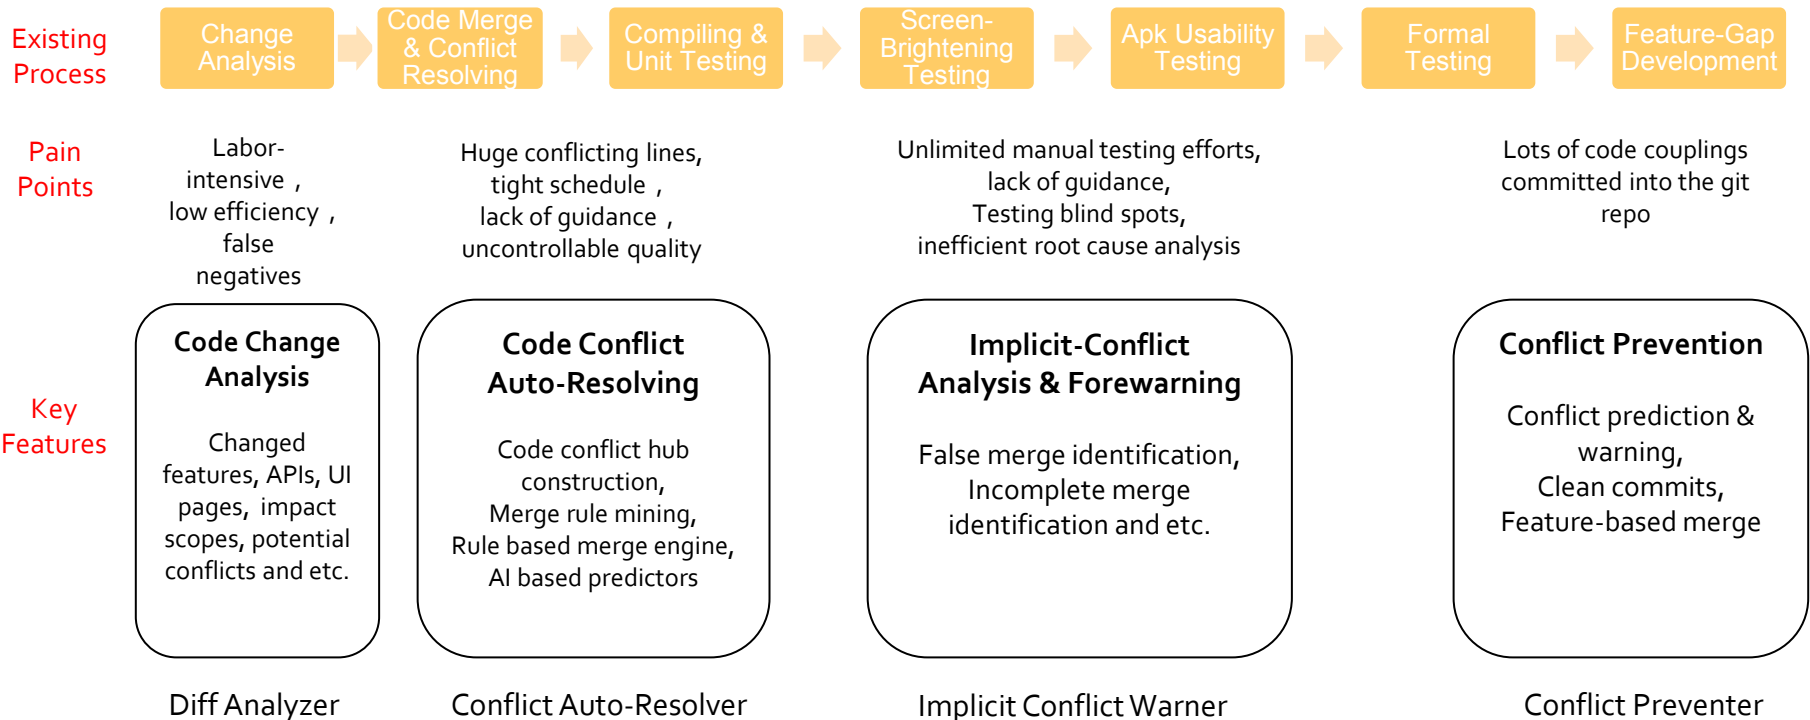 Existing
Process
Change
Analysis
Code Merge
& Conflict
Resolving
Compiling &
Unit Testing
Screen-
Brightening
Testing
Apk Usability
Testing
Formal
Testing
Feature-Gap
Development
Pain
Points
Labor-
intensive ,
low efficiency ,
false
negatives
Huge conflicting lines,
tight schedule ,
lack of guidance ,
uncontrollable quality
Unlimited manual testing efforts,
lack of guidance,
Testing blind spots,
inefficient root cause analysis
Lots of code couplings
committed into the git
repo
Key
Features
Code Change
Analysis
Changed
features, APIs, UI
pages, impact
scopes, potential
conflicts and etc.
Code Conflict
Auto-Resolving
Code conflict hub
construction,
Merge rule mining,
Rule based merge engine,
AI based predictors
Implicit-Conflict
Analysis & Forewarning
False merge identification,
Incomplete merge
identification and etc.
Conflict Prevention
Conflict prediction &
warning,
Clean commits,
Feature-based merge
Diff Analyzer
Conflict Auto-Resolver
Implicit Conflict Warner
Conflict Preventer